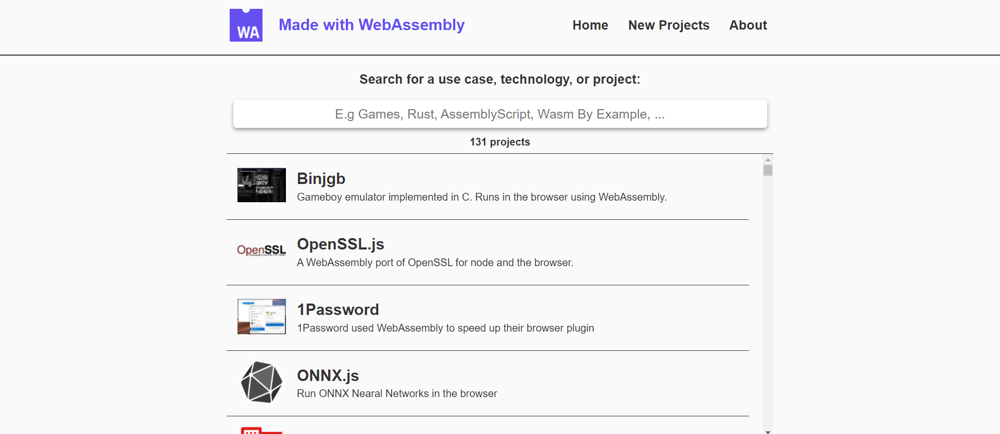 WA
Made with WebAssembly
Home
New Projects
About
Search for a use case, technology, or project:
E.g Games, Rust, AssemblyScript, Wasm By Example, ...
131 projects
Binjgb
Gameboy emulator implemented in C. Runs in the browser using WebAssembly.
OpenSSL
OpenSSL.js
A WebAssembly port of OpenSSL for node and the browser.
1Password
1Password used WebAssembly to speed up their browser plugin
ONNX.js
Run ONNX Nearal Networks in the browser